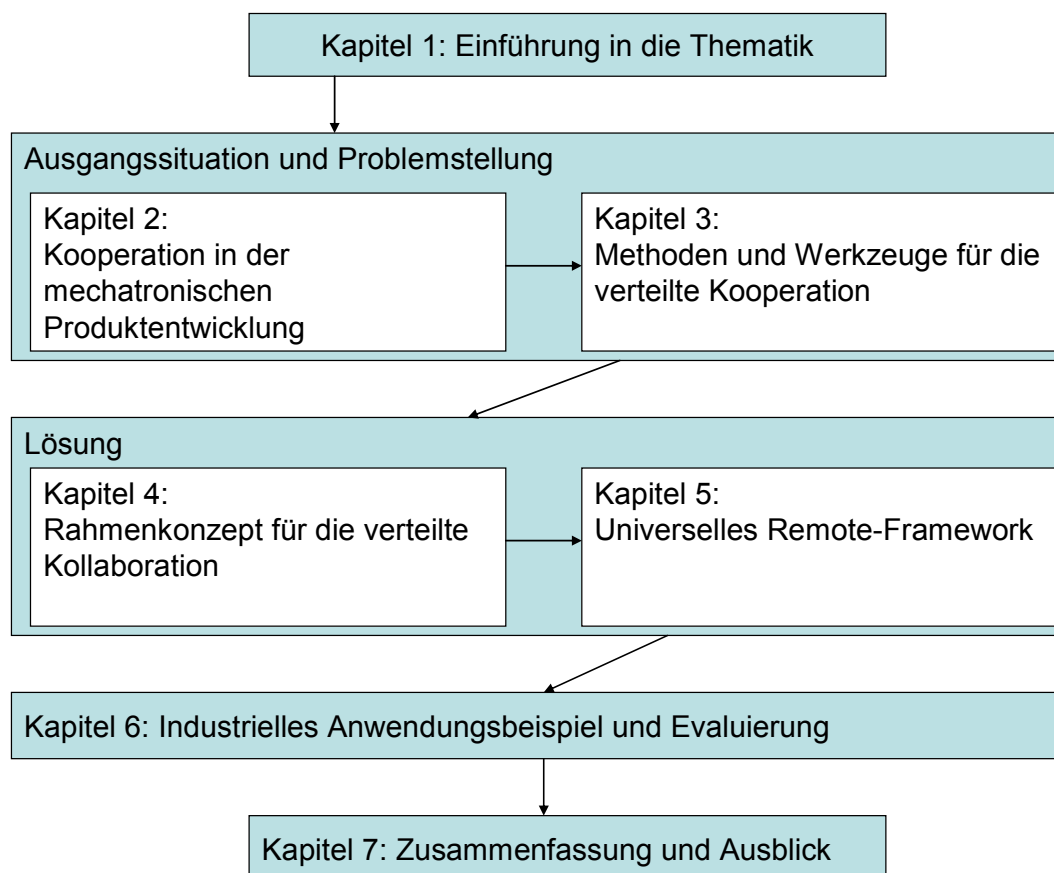 Kapitel 1: Einführung in die Thematik
Ausgangssituation und Problemstellung
Kapitel 2:
Kooperation in der
mechatronischen
Produktentwicklung
Kapitel 3:
Methoden und Werkzeuge für die
verteilte Kooperation
Lösung
Kapitel 4:
Rahmenkonzept für die verteilte
Kollaboration
Kapitel 5:
Universelles Remote-Framework
Kapitel 6: Industrielles Anwendungsbeispiel und Evaluierung
Kapitel 7: Zusammenfassung und Ausblick